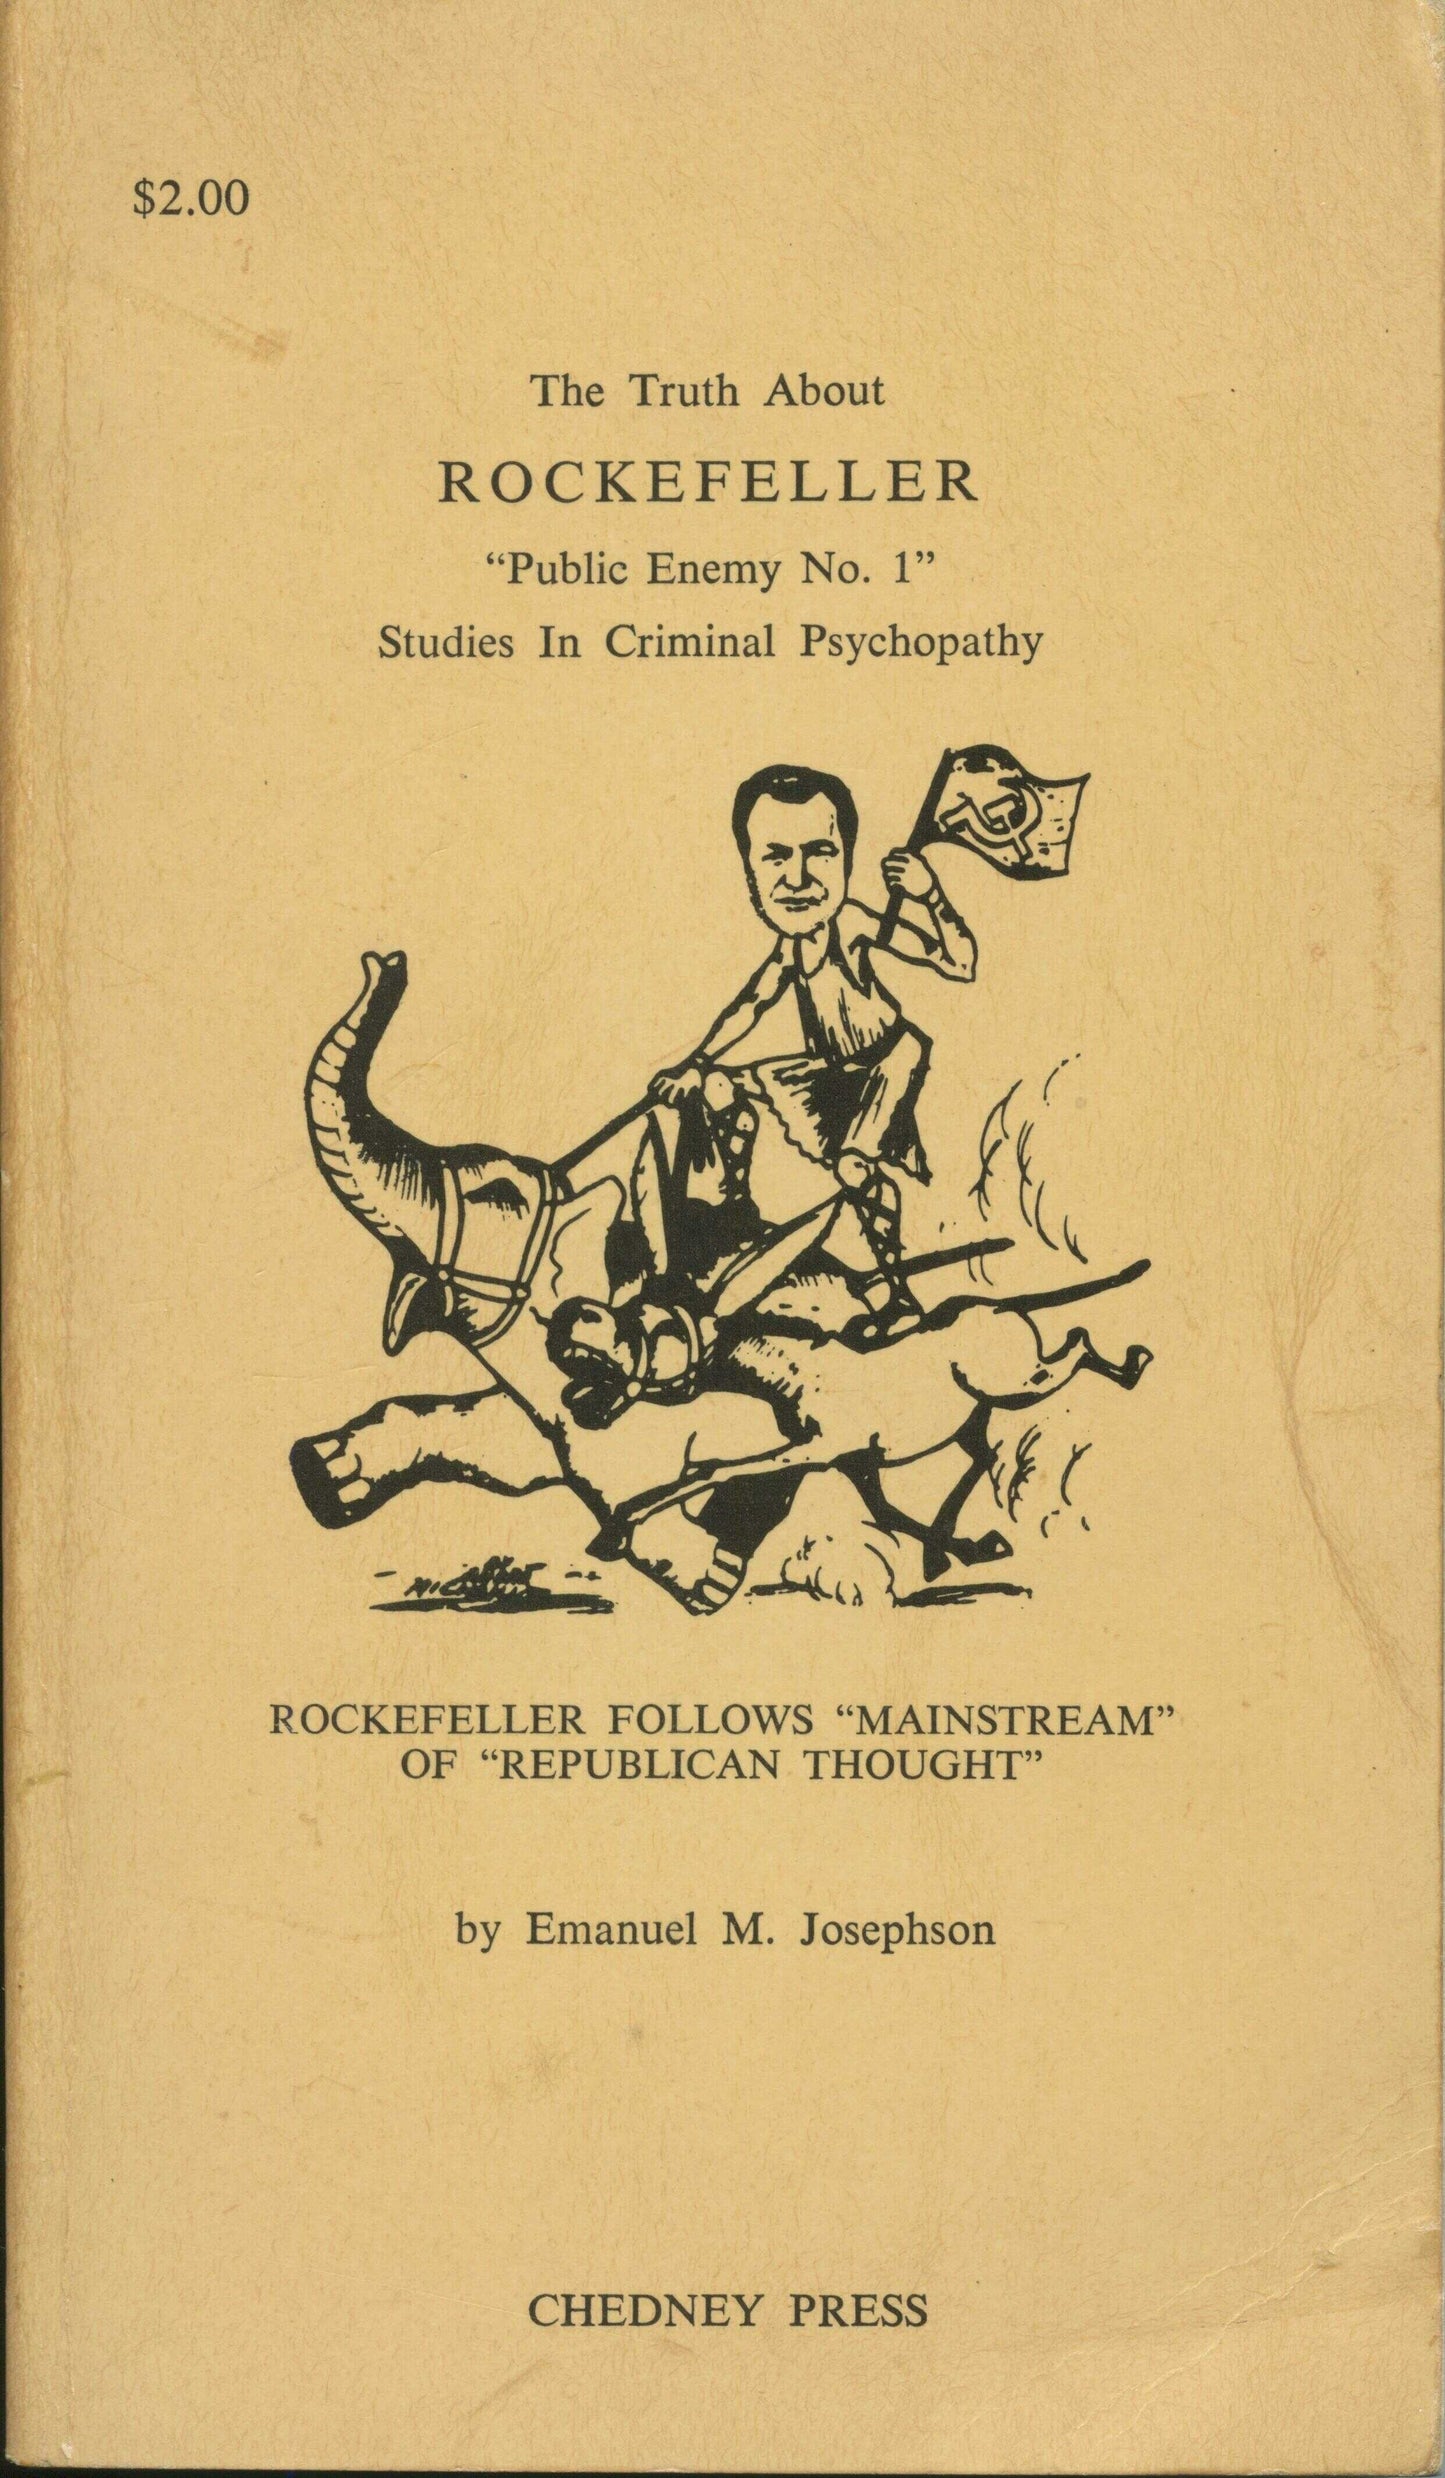 $2.00
The Truth About
ROCKEFELLER
“Public Enemy No. 1”
Studies In Criminal Psychopathy
ROCKEFELLER FOLLOWS “MAINSTREAM”
OF “REPUBLICAN THOUGHT”
by Emanuel M. Josephson
CHEDNEY PRESS